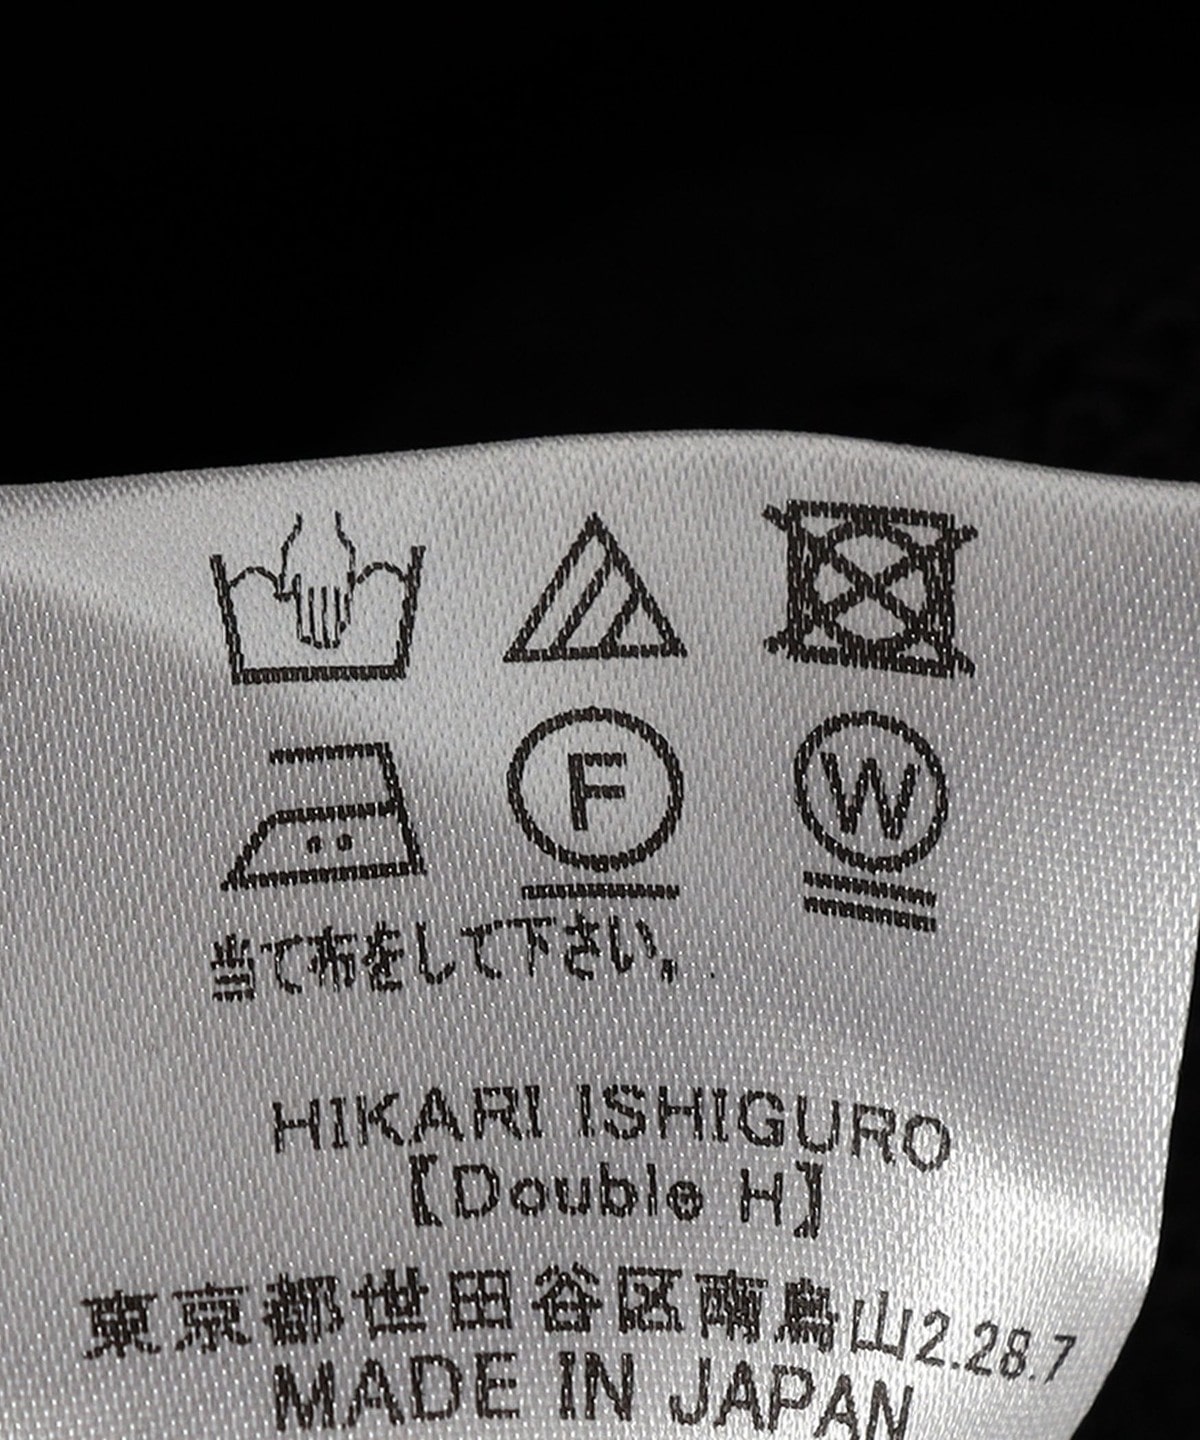 F W
当て布をして下さい。
HIKARI ISHIGURO
【Double H】
東京都世田谷区南烏山2.28.7
MADE IN JAPAN